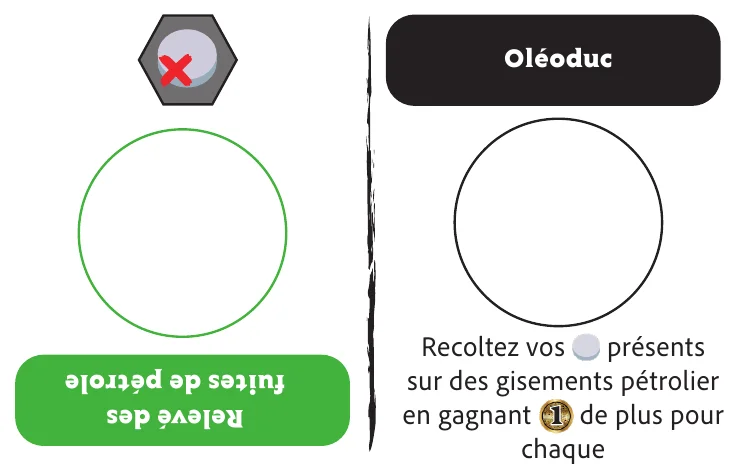 Relevé des
fuites de pétrole
Oléoduc
Recoltez vos présents
sur des gisements pétrolier
en gagnant 1 de plus pour
chaque